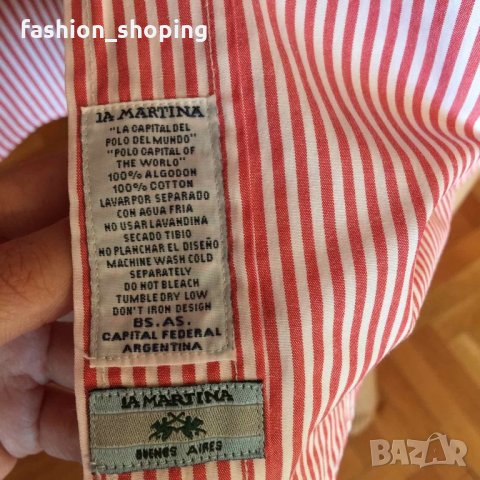 fashion_shoping
LA MARTINA
"LA CAPITAL DEL
POLO DEL MUNDO"
"POLO CAPITAL OF
THE WORLD"
100% ALGODON
100% COTTON
LAVAR POR SEPARADO
CON AGUA FRIA
NO USAR LAVANDINA
SECADO TIBIO
NO PLANCHAR EL DISEÑO
MACHINE WASH COLD
SEPARATELY
DO NOT BLEACH
TUMBLE DRY LOW
DON'T IRON DESIGN
BS. AS.
CAPITAL FEDERAL
ARGENTINA
LA MARTINA
BUENOS AIRES
BAZAR